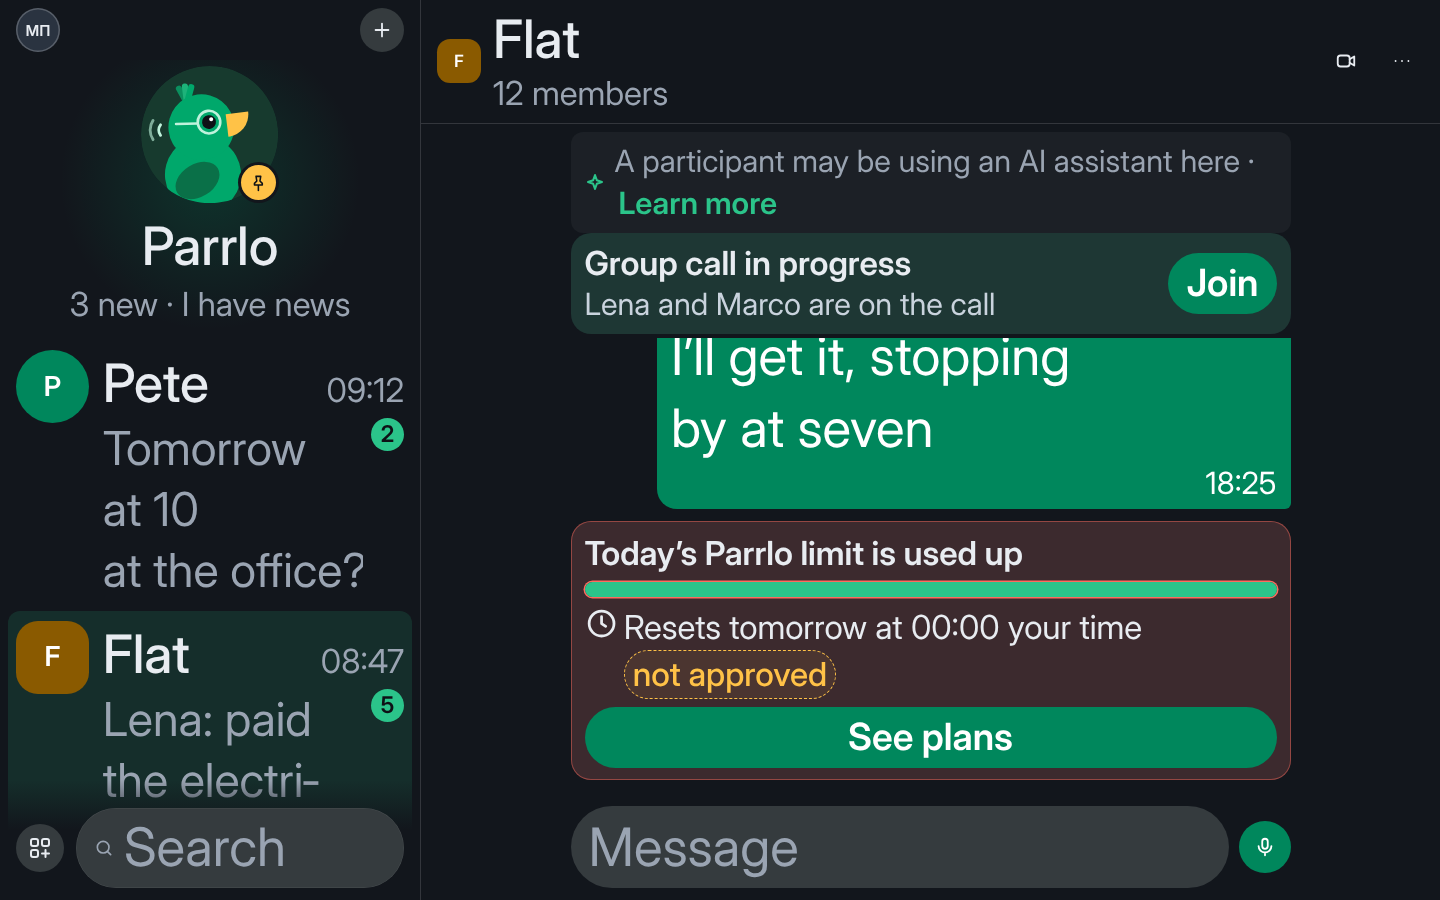 МП
Parrlo
3 new · I have news
Pete
09:12
Tomorrow
2
at 10
at the office?
F
Flat
08:47
Lena: paid
5
the electri-
Search
P
F
Flat
12 members
A participant may be using an AI assistant here ·
Learn more
Group call in progress
Lena and Marco are on the call
Join
I’ll get it, stopping
by at seven
18:25
Today’s Parrlo limit is used up
Resets tomorrow at 00:00 your time
not approved
See plans
Message